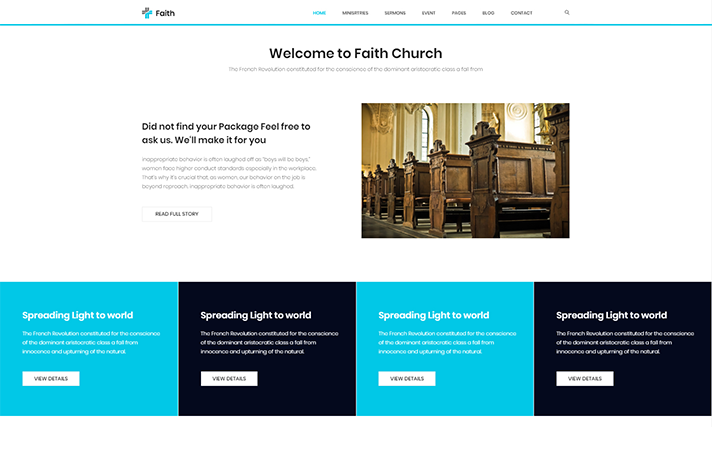 Faith
HOME MINISRTRIES SERMONS EVENT PAGES BLOG CONTACT
Welcome to Faith Church
The French Revolution constituted for the conscience of the dominant aristocratic class a fall from
Did not find your Package Feel free to
ask us. We'll make it for you
inappropriate behavior is often laughed off as "boys will be boys,"
women face higher conduct standards especially in the workplace.
That's why it's crucial that, as women, our behavior on the job is
beyond reproach. inappropriate behavior is often laughed.
READ FULL STORY
Spreading Light to world
The French Revolution constituted for the conscience
of the dominant aristocratic class a fall from
innocence and upturning of the natural.
VIEW DETAILS
Spreading Light to world
The French Revolution constituted for the conscience
of the dominant aristocratic class a fall from
innocence and upturning of the natural.
VIEW DETAILS
Spreading Light to world
The French Revolution constituted for the conscience
of the dominant aristocratic class a fall from
innocence and upturning of the natural.
VIEW DETAILS
Spreading Light to world
The French Revolution constituted for the conscience
of the dominant aristocratic class a fall from
innocence and upturning of the natural.
VIEW DETAILS